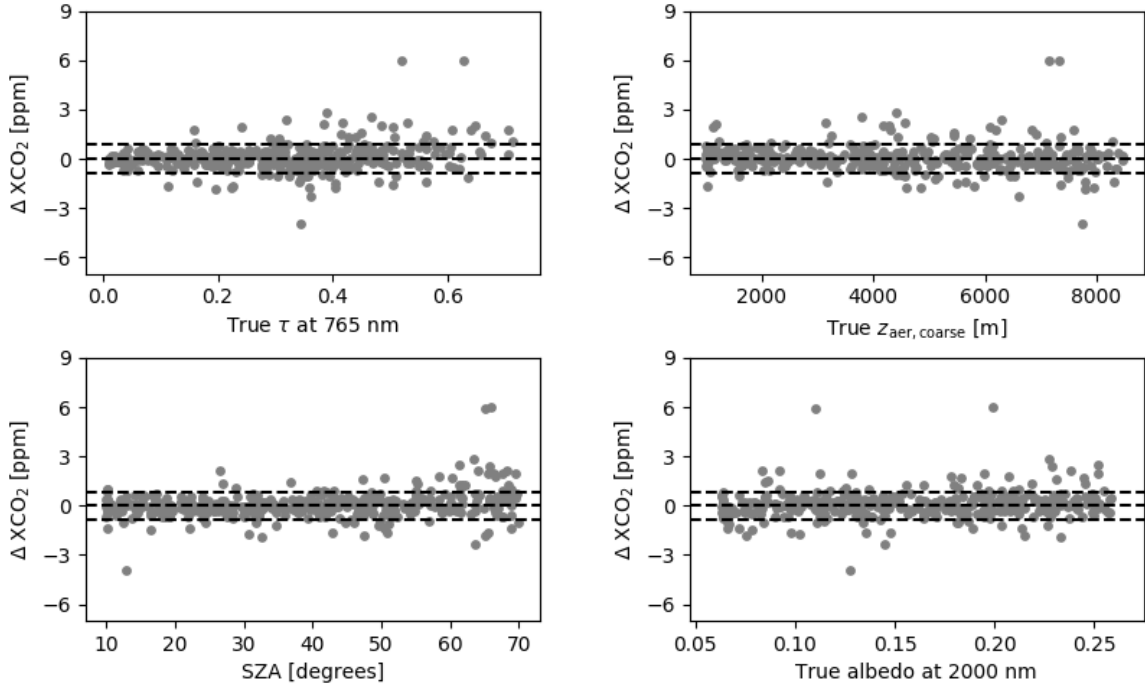 9
6
3
0
−3
−6
Δ XCO₂ [ppm]
0.0 0.2 0.4 0.6
True τ at 765 nm
9
6
3
0
−3
−6
Δ XCO₂ [ppm]
2000 4000 6000 8000
True z_aer, coarse [m]
9
6
3
0
−3
−6
Δ XCO₂ [ppm]
10 20 30 40 50 60 70
SZA [degrees]
9
6
3
0
−3
−6
Δ XCO₂ [ppm]
0.05 0.10 0.15 0.20 0.25
True albedo at 2000 nm